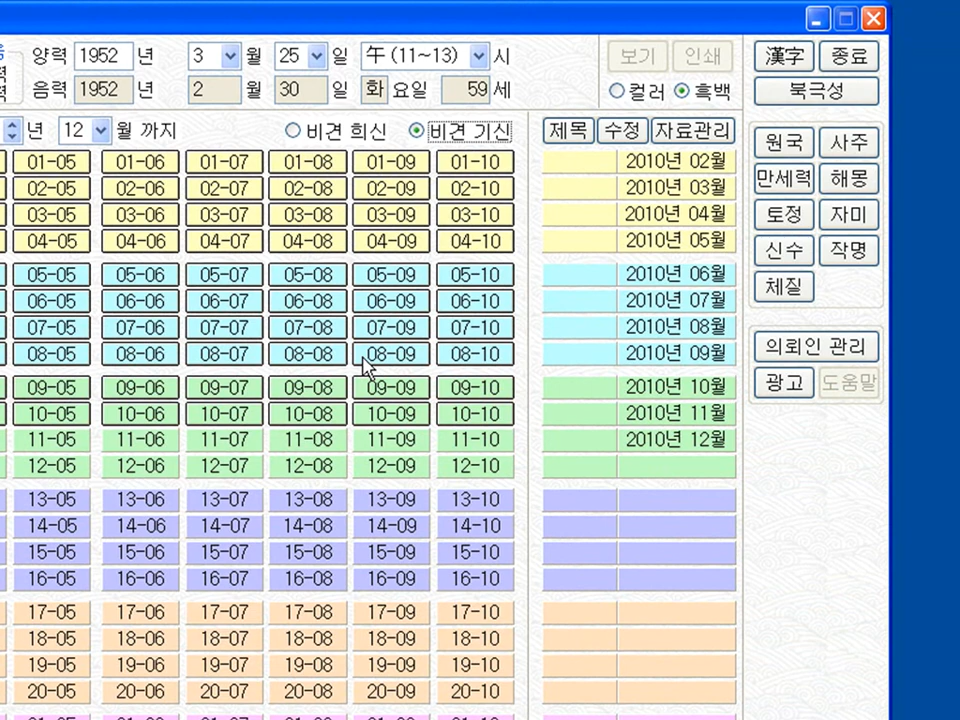 양력 1952 년 3 월 25 일 午 (11~13) 시 보기 인쇄 漢字 종료
음력 1952 년 2 월 30 일 화 요일 59 세 컬러 흑백 북극성
년 12 월 까지 비견 희신 비견 기신 제목 수정 자료관리
01-05 01-06 01-07 01-08 01-09 01-10 2010년 02월 원국 사주
02-05 02-06 02-07 02-08 02-09 02-10 2010년 03월 만세력 해몽
03-05 03-06 03-07 03-08 03-09 03-10 2010년 04월 토정 자미
04-05 04-06 04-07 04-08 04-09 04-10 2010년 05월 신수 작명
05-05 05-06 05-07 05-08 05-09 05-10 2010년 06월 체질
06-05 06-06 06-07 06-08 06-09 06-10 2010년 07월
07-05 07-06 07-07 07-08 07-09 07-10 2010년 08월
08-05 08-06 08-07 08-08 08-09 08-10 2010년 09월 의뢰인 관리
09-05 09-06 09-07 09-08 09-09 09-10 2010년 10월 광고 도움말
10-05 10-06 10-07 10-08 10-09 10-10 2010년 11월
11-05 11-06 11-07 11-08 11-09 11-10 2010년 12월
12-05 12-06 12-07 12-08 12-09 12-10
13-05 13-06 13-07 13-08 13-09 13-10
14-05 14-06 14-07 14-08 14-09 14-10
15-05 15-06 15-07 15-08 15-09 15-10
16-05 16-06 16-07 16-08 16-09 16-10
17-05 17-06 17-07 17-08 17-09 17-10
18-05 18-06 18-07 18-08 18-09 18-10
19-05 19-06 19-07 19-08 19-09 19-10
20-05 20-06 20-07 20-08 20-09 20-10